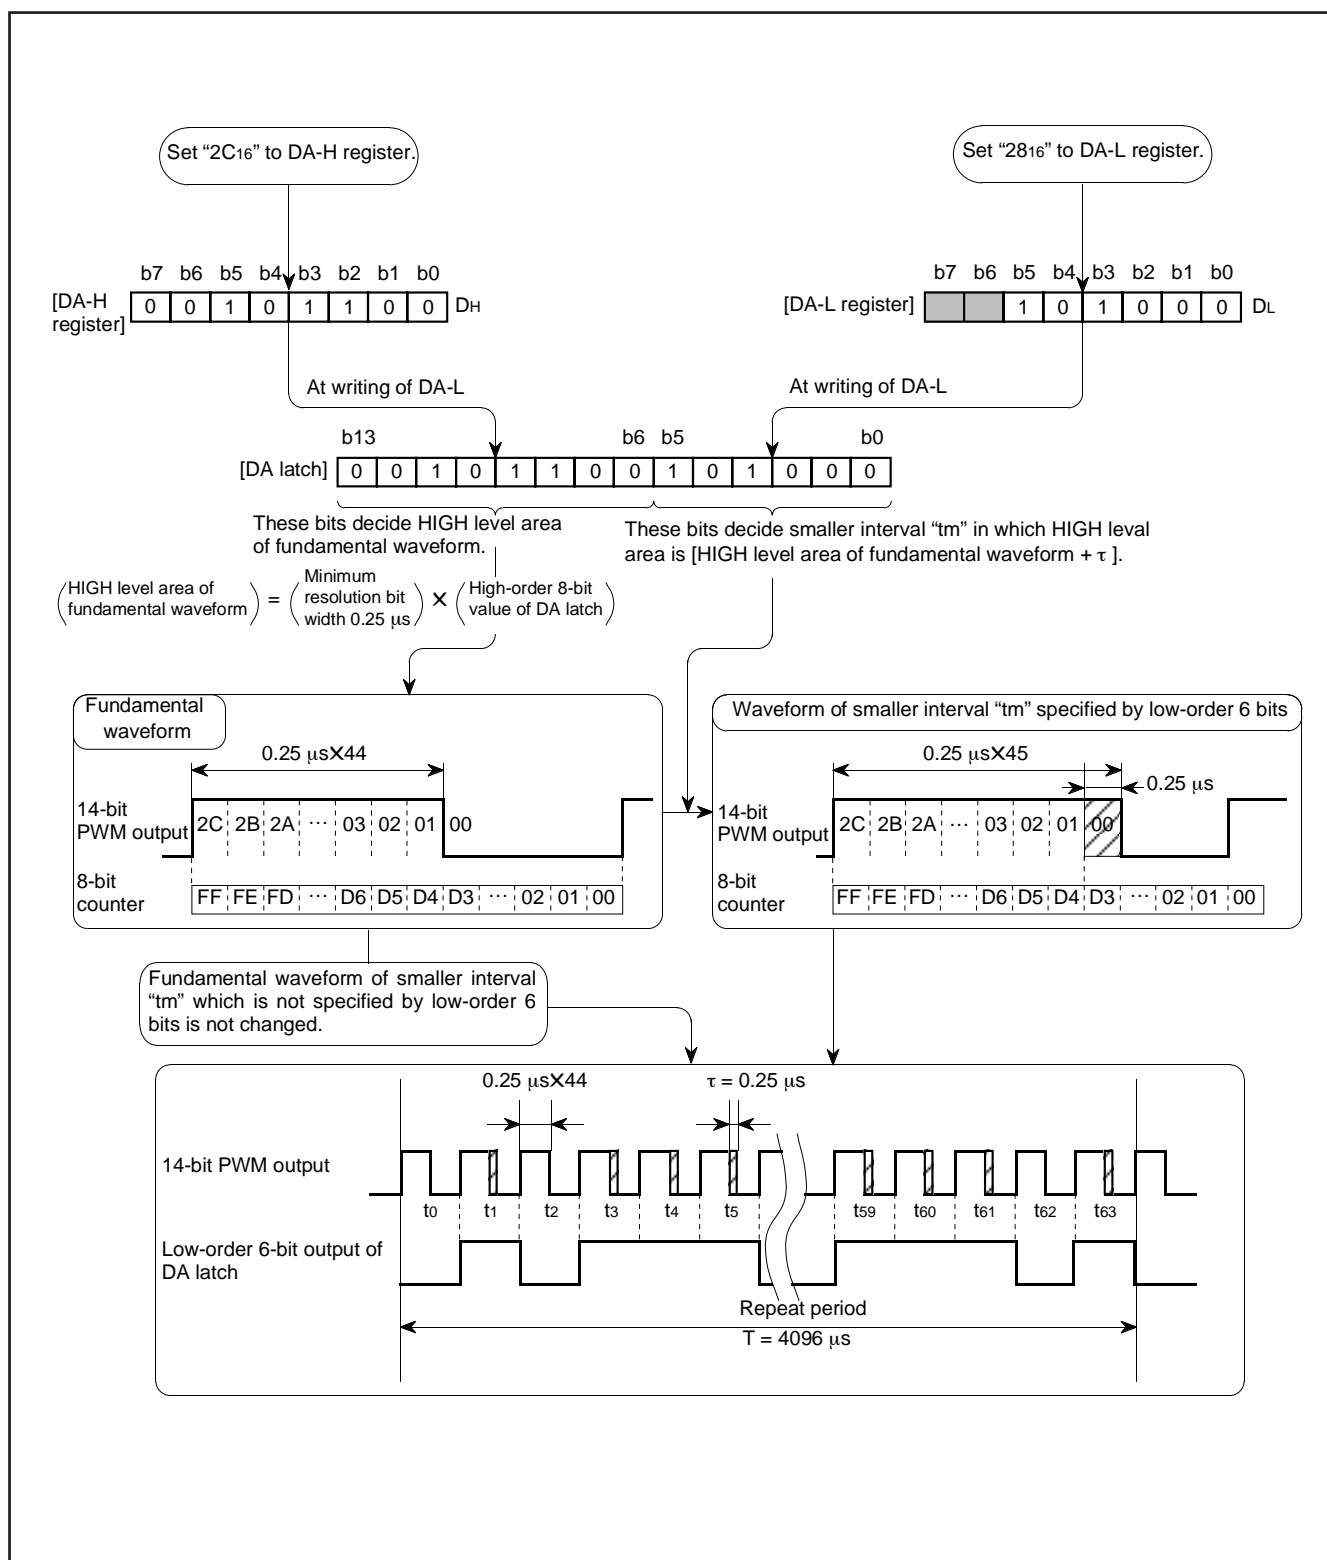 Set “2C16” to DA-H register.
Set “2816” to DA-L register.
b7 b6 b5 b4 b3 b2 b1 b0
[DA-H register] 0 0 1 0 1 1 0 0 DH
b7 b6 b5 b4 b3 b2 b1 b0
[DA-L register] 1 0 1 0 0 0 DL
At writing of DA-L
At writing of DA-L
b13 b6 b5 b0
[DA latch] 0 0 1 0 1 1 0 0 1 0 1 0 0 0
These bits decide HIGH level area
of fundamental waveform.
These bits decide smaller interval “tm” in which HIGH leval
area is [HIGH level area of fundamental waveform + τ ].
(HIGH level area of
fundamental waveform) = (Minimum
resolution bit
width 0.25 μs) × (High-order 8-bit
value of DA latch)
Fundamental
waveform
0.25 μs×44
14-bit
PWM output
2C 2B 2A ··· 03 02 01 00
8-bit
counter
FF FE FD ··· D6 D5 D4 D3 ··· 02 01 00
Waveform of smaller interval “tm” specified by low-order 6 bits
0.25 μs×45
0.25 μs
14-bit
PWM output
2C 2B 2A ··· 03 02 01 00
8-bit
counter
FF FE FD ··· D6 D5 D4 D3 ··· 02 01 00
Fundamental waveform of smaller interval
“tm” which is not specified by low-order 6
bits is not changed.
0.25 μs×44
τ = 0.25 μs
14-bit PWM output
t0 t1 t2 t3 t4 t5 t59 t60 t61 t62 t63
Low-order 6-bit output of
DA latch
Repeat period
T = 4096 μs